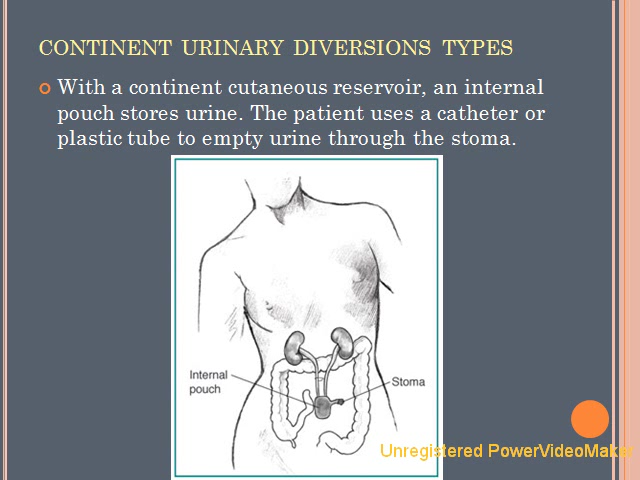 CONTINENT URINARY DIVERSIONS TYPES
With a continent cutaneous reservoir, an internal
pouch stores urine. The patient uses a catheter or
plastic tube to empty urine through the stoma.
Internal
pouch
Stoma
Unregistered PowerVideoMaker